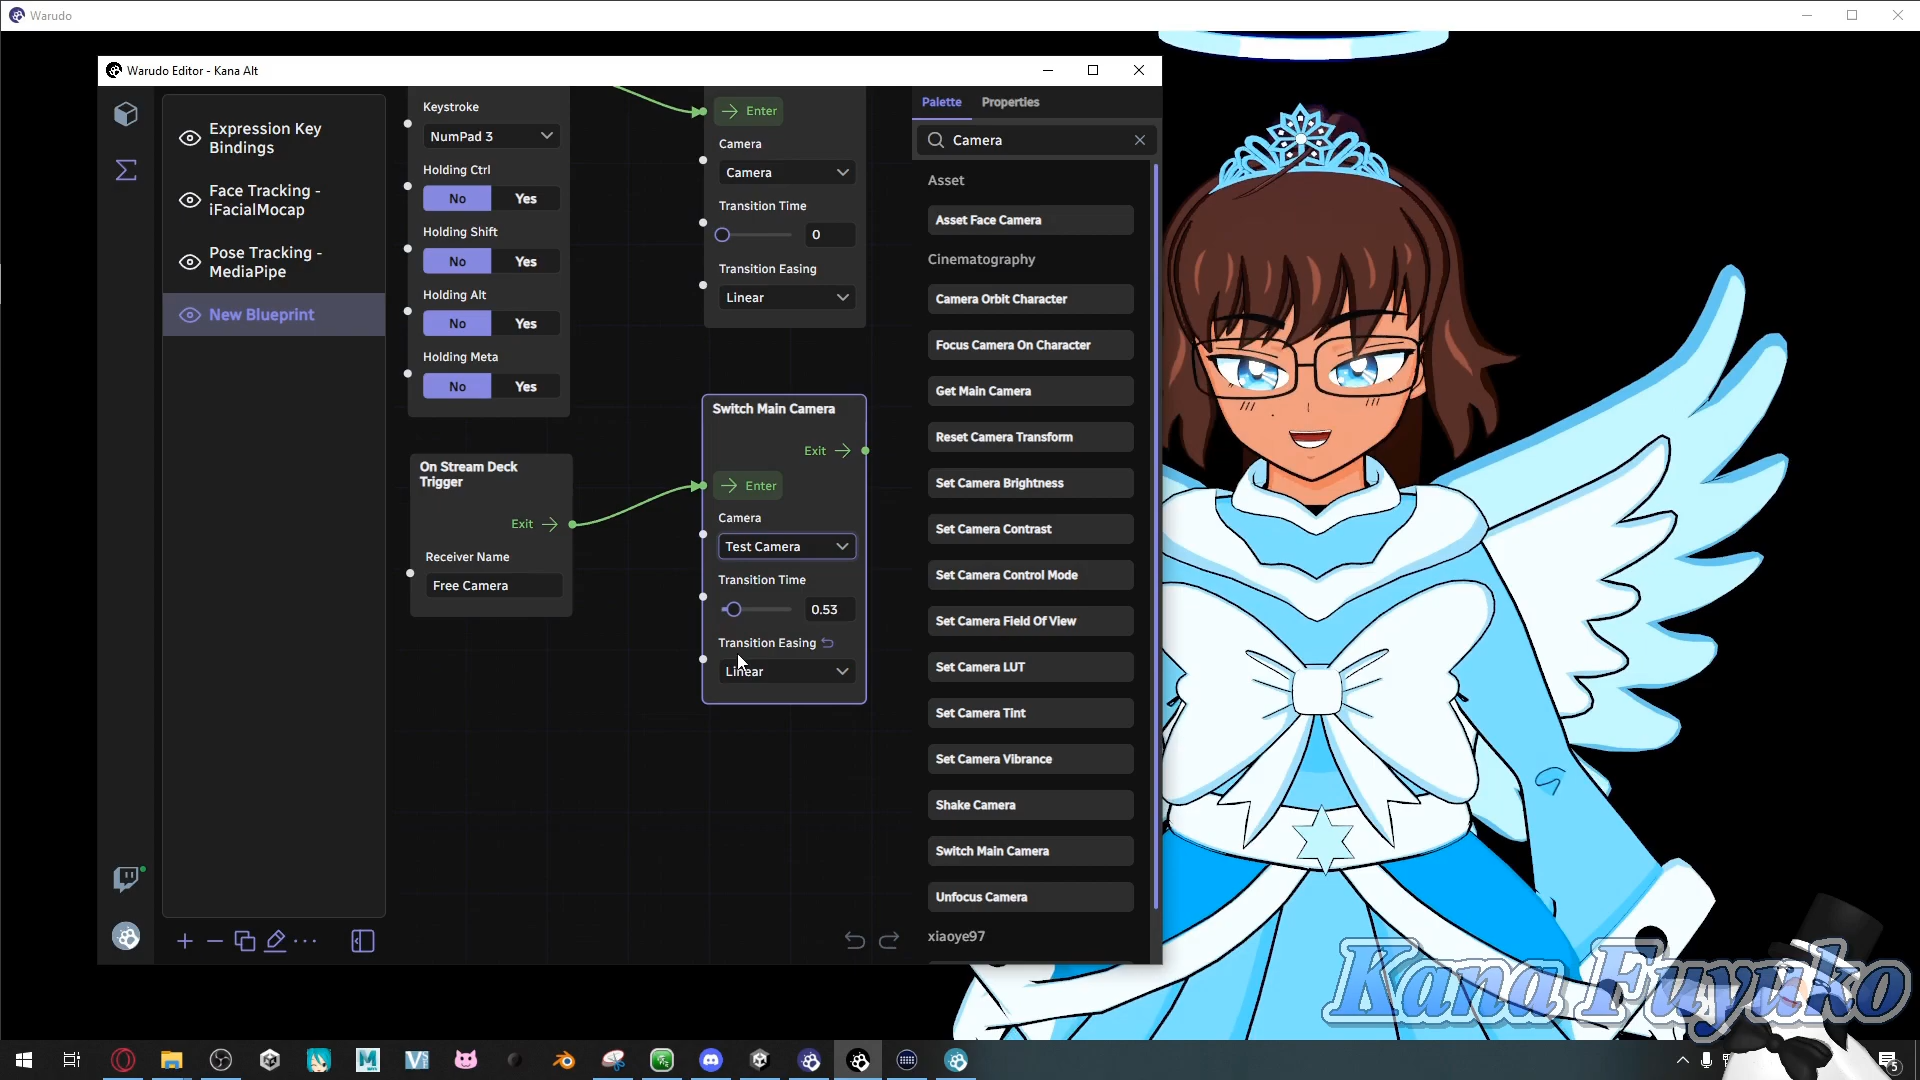 Warudo
Warudo Editor - Kana Alt
Expression Key
Bindings
Face Tracking -
iFacialMocap
Pose Tracking -
MediaPipe
New Blueprint
Keystroke
NumPad 3
Holding Ctrl
No Yes
Holding Shift
No Yes
Holding Alt
No Yes
Holding Meta
No Yes
Enter
Camera
Camera
Transition Time
0
Transition Easing
Linear
On Stream Deck
Trigger
Exit
Receiver Name
Free Camera
Switch Main Camera
Exit
Enter
Camera
Test Camera
Transition Time
0.53
Transition Easing
Linear
Palette Properties
Camera
Asset
Asset Face Camera
Cinematography
Camera Orbit Character
Focus Camera On Character
Get Main Camera
Reset Camera Transform
Set Camera Brightness
Set Camera Contrast
Set Camera Control Mode
Set Camera Field Of View
Set Camera LUT
Set Camera Tint
Set Camera Vibrance
Shake Camera
Switch Main Camera
Unfocus Camera
xiaoye97
Kana Fuyuko
5